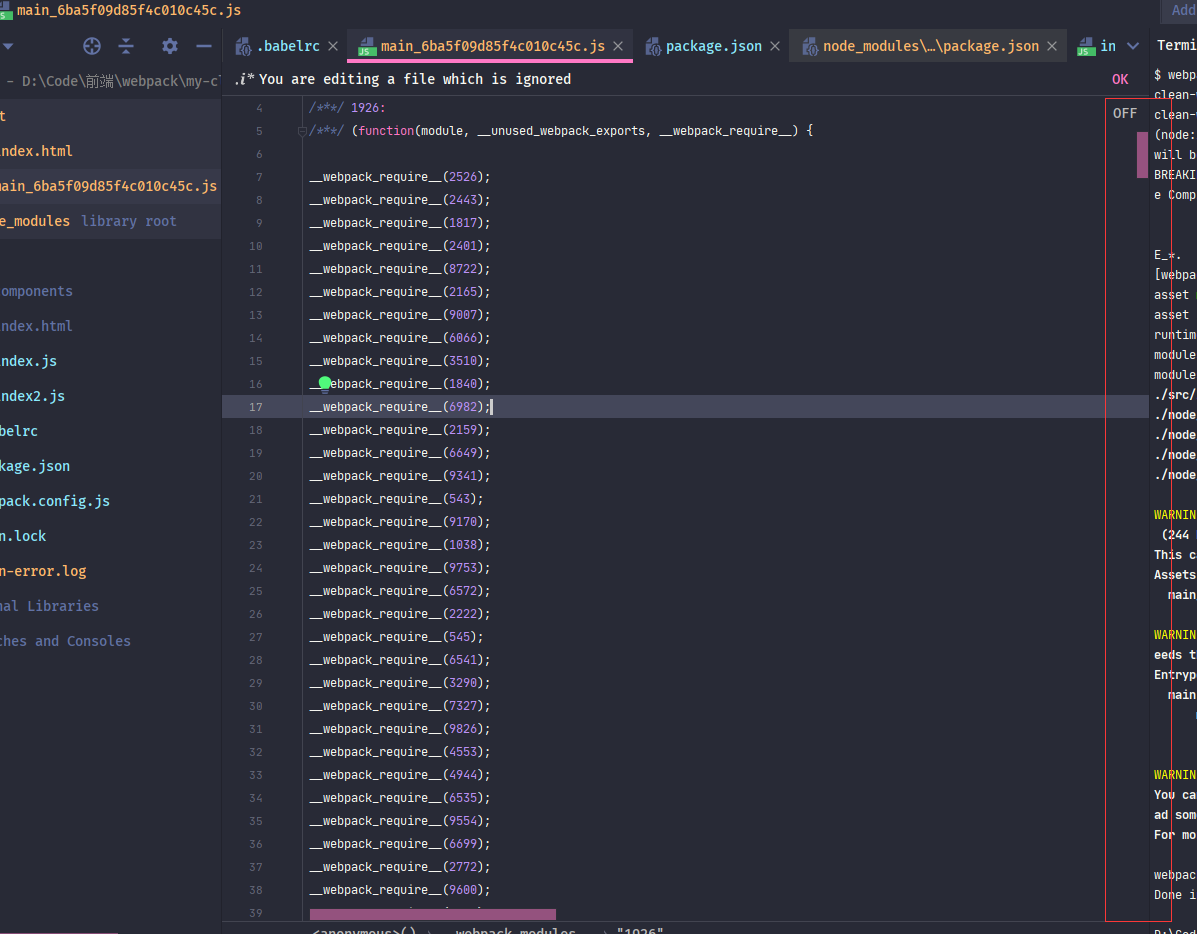 main_6ba5f09d85f4c010c45c.js
Add
.babelrc
main_6ba5f09d85f4c010c45c.js
package.json
node_modules\...\package.json
in
Termi
- D:\Code\前端\webpack\my-cl
.i* You are editing a file which is ignored
OK
OFF
t
ndex.html
main_6ba5f09d85f4c010c45c.js
e_modules library root
omponents
ndex.html
ndex.js
ndex2.js
belrc
kage.json
pack.config.js
n.lock
n-error.log
nal Libraries
ches and Consoles
4 /***/ 1926:
5 /***/ (function(module, __unused_webpack_exports, __webpack_require__) {
6
7 __webpack_require__(2526);
8 __webpack_require__(2443);
9 __webpack_require__(1817);
10 __webpack_require__(2401);
11 __webpack_require__(8722);
12 __webpack_require__(2165);
13 __webpack_require__(9007);
14 __webpack_require__(6066);
15 __webpack_require__(3510);
16 __webpack_require__(1840);
17 __webpack_require__(6982);
18 __webpack_require__(2159);
19 __webpack_require__(6649);
20 __webpack_require__(9341);
21 __webpack_require__(543);
22 __webpack_require__(9170);
23 __webpack_require__(1038);
24 __webpack_require__(9753);
25 __webpack_require__(6572);
26 __webpack_require__(2222);
27 __webpack_require__(545);
28 __webpack_require__(6541);
29 __webpack_require__(3290);
30 __webpack_require__(7327);
31 __webpack_require__(9826);
32 __webpack_require__(4553);
33 __webpack_require__(4944);
34 __webpack_require__(6535);
35 __webpack_require__(9554);
36 __webpack_require__(6699);
37 __webpack_require__(2772);
38 __webpack_require__(9600);
39
$ webp
clean-
clean-
(node:
will b
BREAKI
e Comp
E_*.
[webpa
asset
asset
runtim
module
module
./src/
./node
./node
./node
./node
WARNIN
(244
This c
Assets
main
WARNIN
eeds t
Entryp
main
WARNIN
You ca
ad som
For mo
webpac
Done i